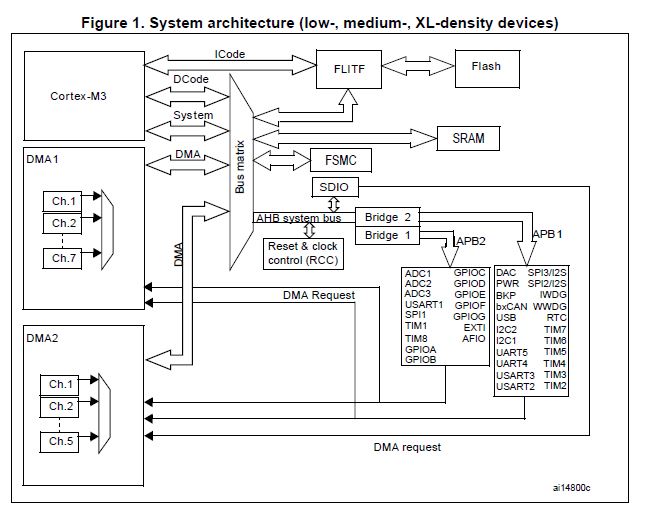 Figure 1. System architecture (low-, medium-, XL-density devices)
ICode
Cortex-M3
FLITF
Flash
DCode
System
DMA
Bus matrix
SRAM
FSMC
SDIO
DMA1
Ch.1
Ch.2
Ch.7
AHB system bus
Bridge 2
Bridge 1
Reset & clock
control (RCC)
APB2
APB1
DMA
DMA Request
ADC1 GPIOC
ADC2 GPIOD
ADC3 GPIOE
USART1 GPIOF
SPI1 GPIOG
TIM1 EXTI
TIM8 AFIO
GPIOA
GPIOB
DAC SPI3/I2S
PWR SPI2/I2S
BKP IWDG
bxCAN WWDG
USB RTC
I2C2 TIM7
I2C1 TIM6
UART5 TIM5
UART4 TIM4
USART3 TIM3
USART2 TIM2
DMA2
Ch.1
Ch.2
Ch.5
DMA request
ai14800c